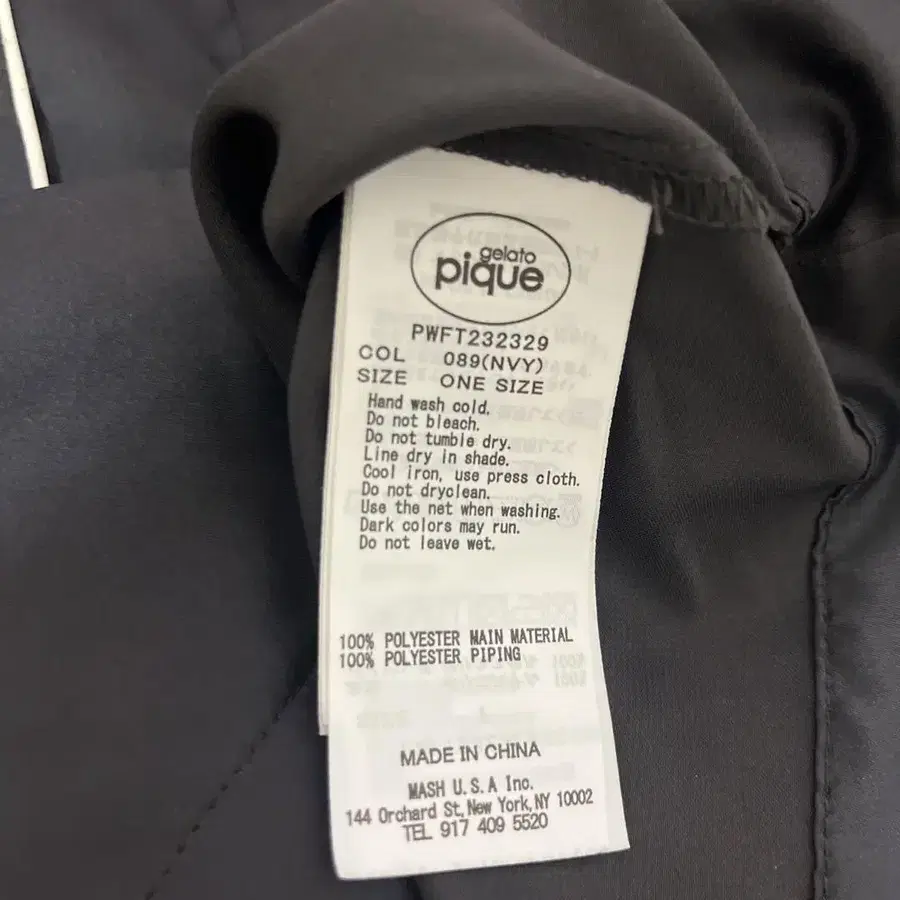 gelato
pique
PWFT232329
COL 089(NVY)
SIZE ONE SIZE
Hand wash cold.
Do not bleach.
Do not tumble dry.
Line dry in shade.
Cool iron, use press cloth.
Do not dryclean.
Use the net when washing.
Dark colors may run.
Do not leave wet.
100% POLYESTER MAIN MATERIAL
100% POLYESTER PIPING
MADE IN CHINA
MASH U.S.A Inc.
144 Orchard St, New York, NY 10002
TEL 917 409 5520